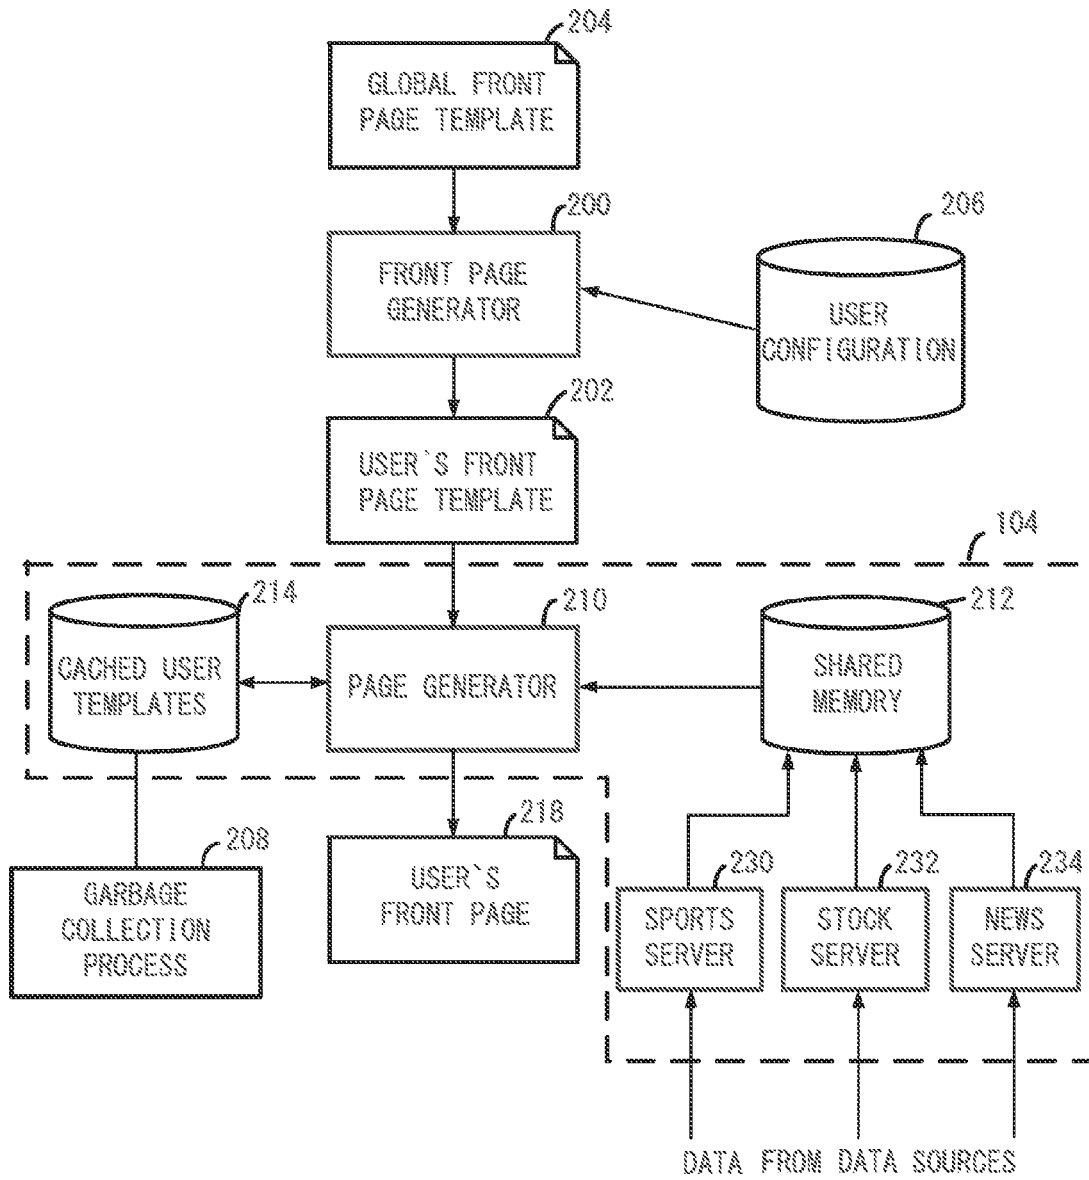 204
GLOBAL FRONT
PAGE TEMPLATE
200
FRONT PAGE
GENERATOR
206
USER
CONFIGURATION
202
USER`S FRONT
PAGE TEMPLATE
104
214
CACHED USER
TEMPLATES
210
PAGE GENERATOR
212
SHARED
MEMORY
208
GARBAGE
COLLECTION
PROCESS
218
USER`S
FRONT PAGE
230
SPORTS
SERVER
232
STOCK
SERVER
234
NEWS
SERVER
DATA FROM DATA SOURCES